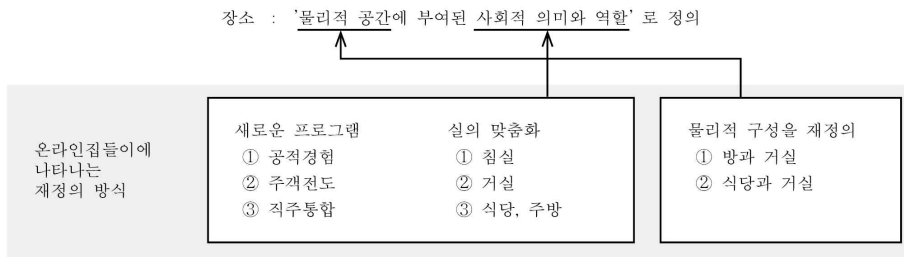 장소 : '물리적 공간에 부여된 사회적 의미와 역할' 로 정의
온라인집들이에
나타나는
재정의 방식
새로운 프로그램
① 공적경험
② 주객전도
③ 직주통합
실의 맞춤화
① 침실
② 거실
③ 식당, 주방
물리적 구성을 재정의
① 방과 거실
② 식당과 거실